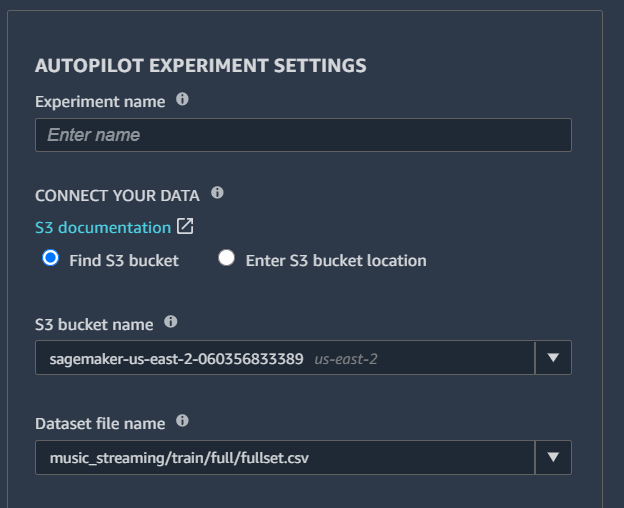 AUTOPILOT EXPERIMENT SETTINGS
Experiment name
Enter name
CONNECT YOUR DATA
S3 documentation
Find S3 bucket
Enter S3 bucket location
S3 bucket name
sagemaker-us-east-2-060356833389 us-east-2
Dataset file name
music_streaming/train/full/fullset.csv